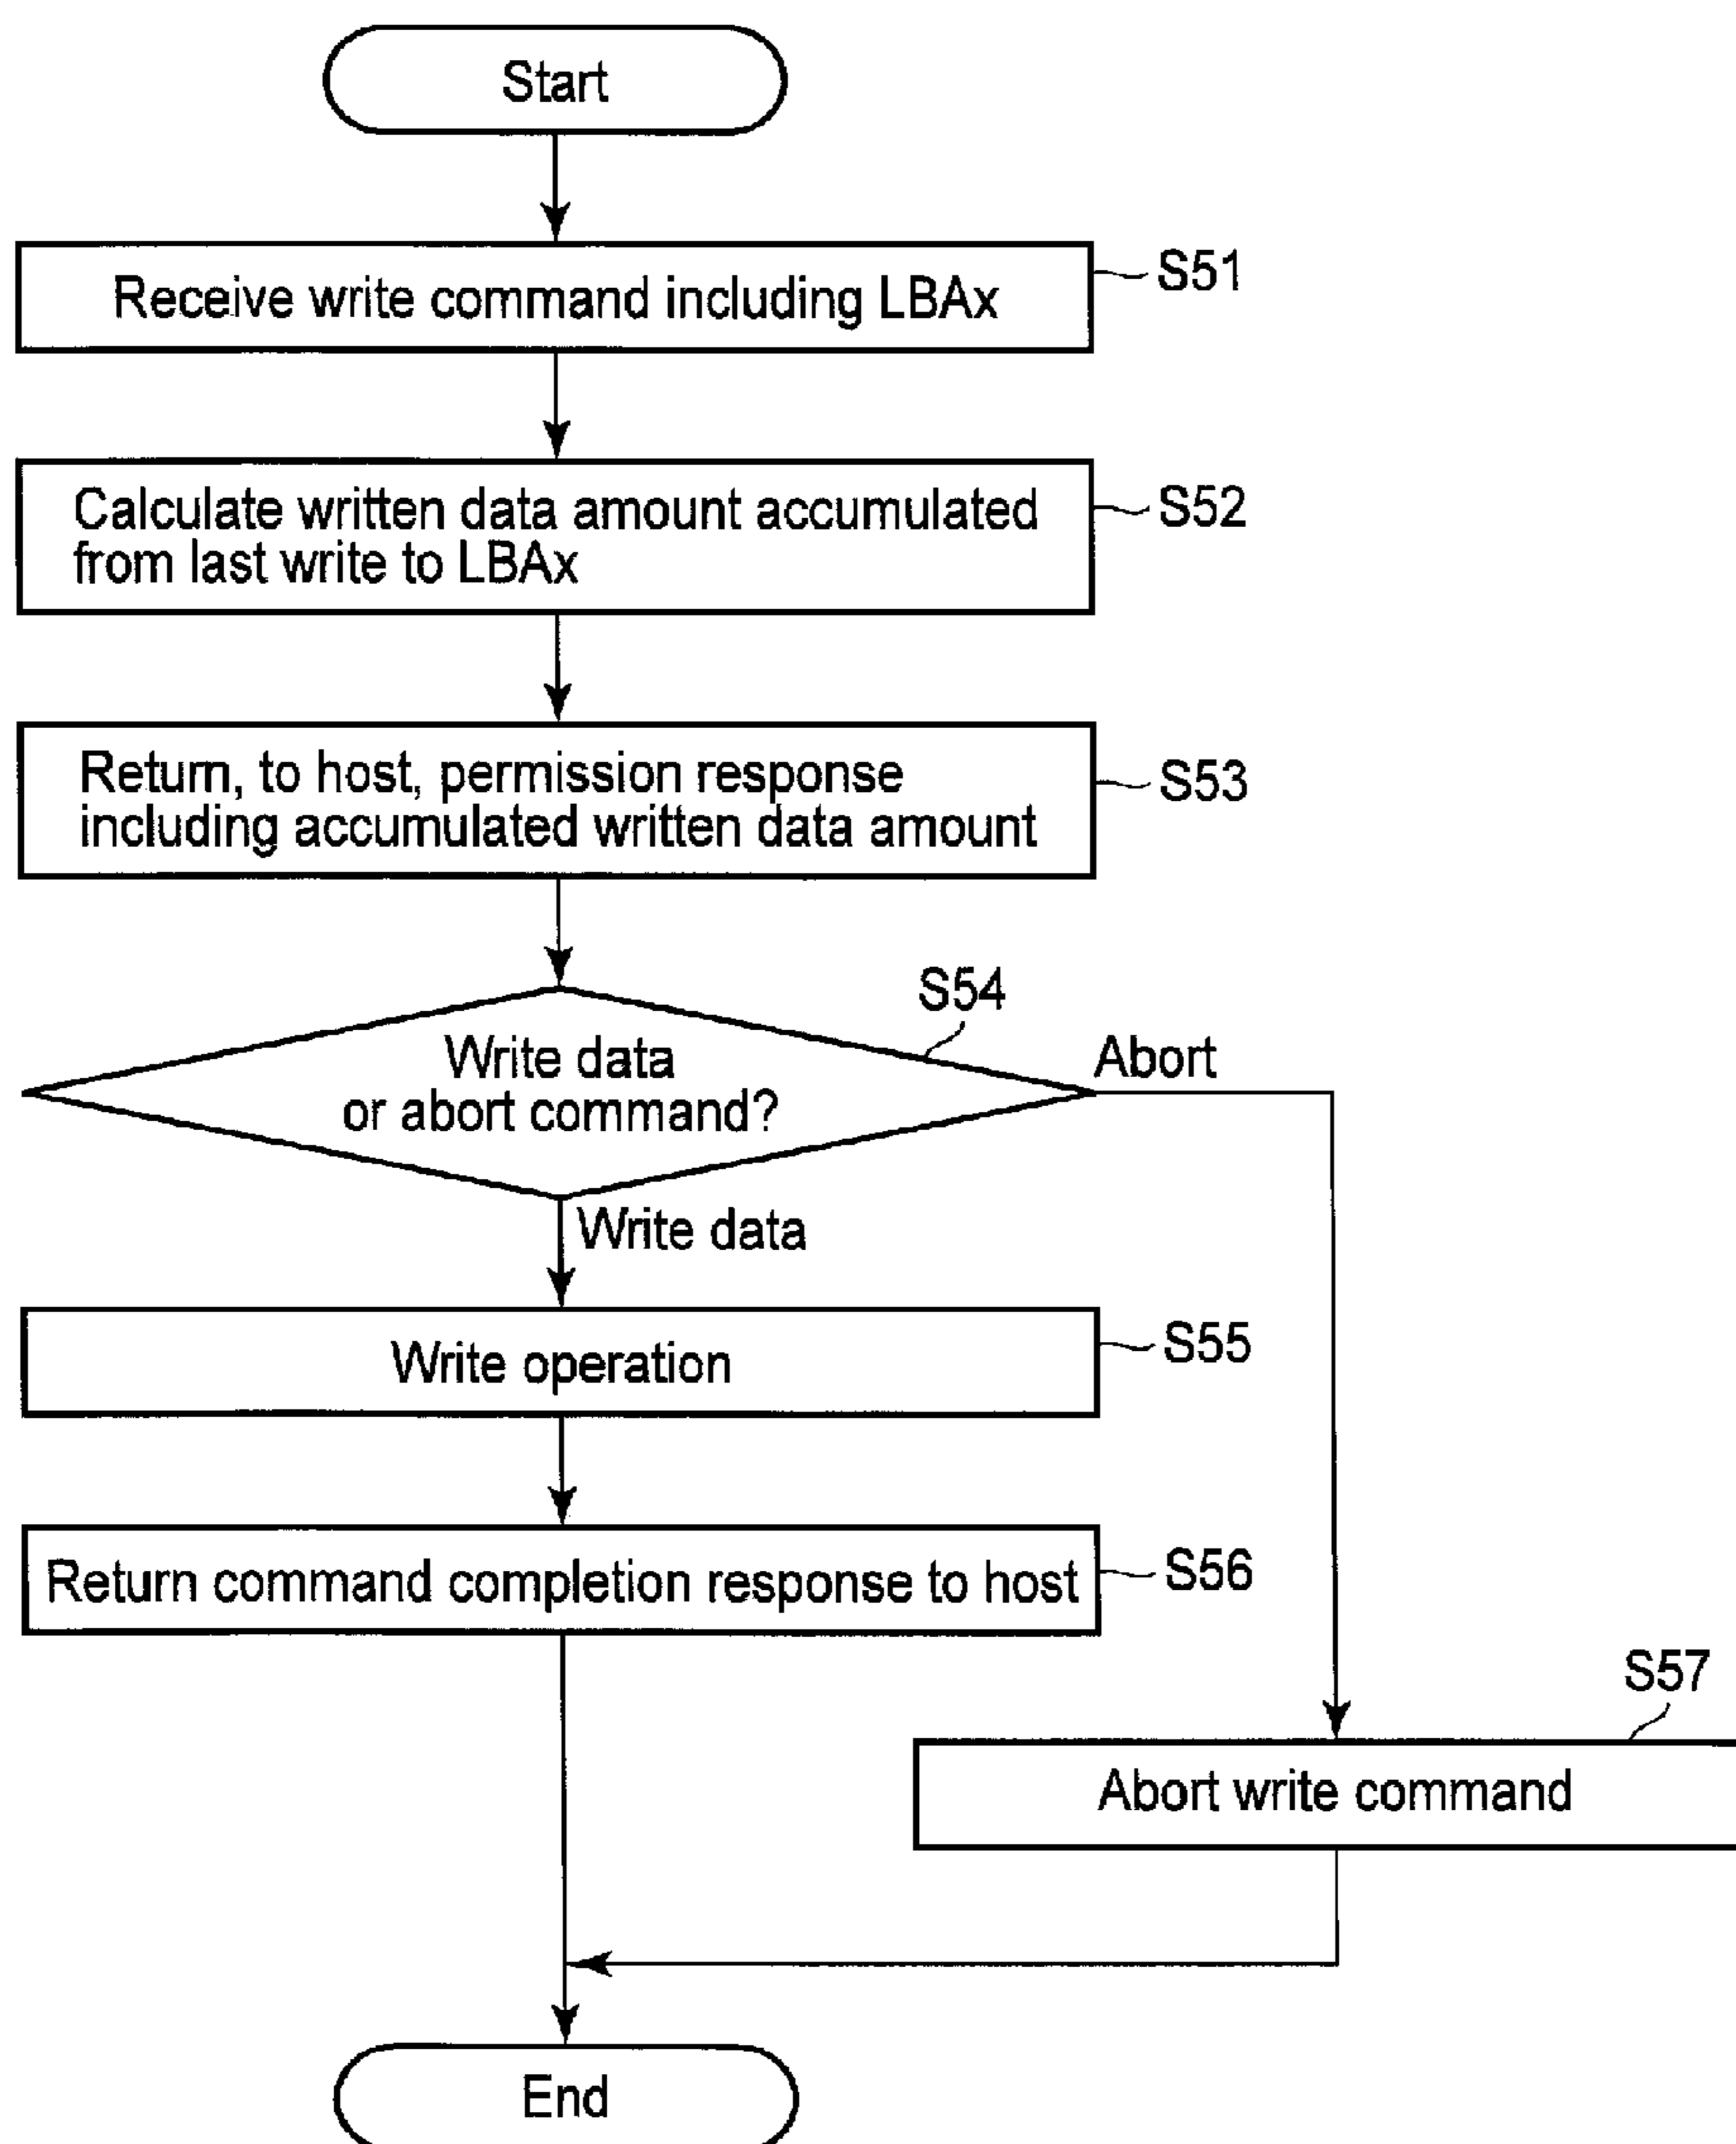 Start
Receive write command including LBAx
S51
Calculate written data amount accumulated
from last write to LBAx
S52
Return, to host, permission response
including accumulated written data amount
S53
S54
Write data
or abort command?
Abort
Write data
Write operation
S55
Return command completion response to host
S56
S57
Abort write command
End